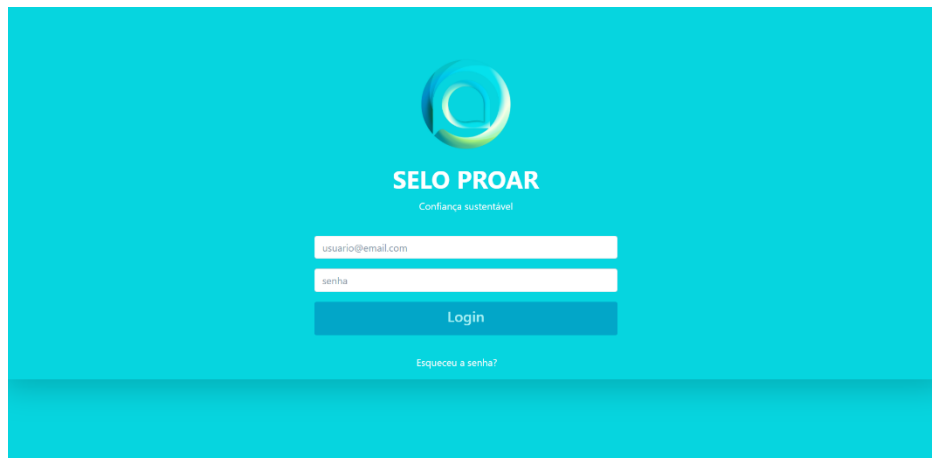 SELO PROAR
Confiança sustentável
usuario@email.com
senha
Login
Esqueceu a senha?